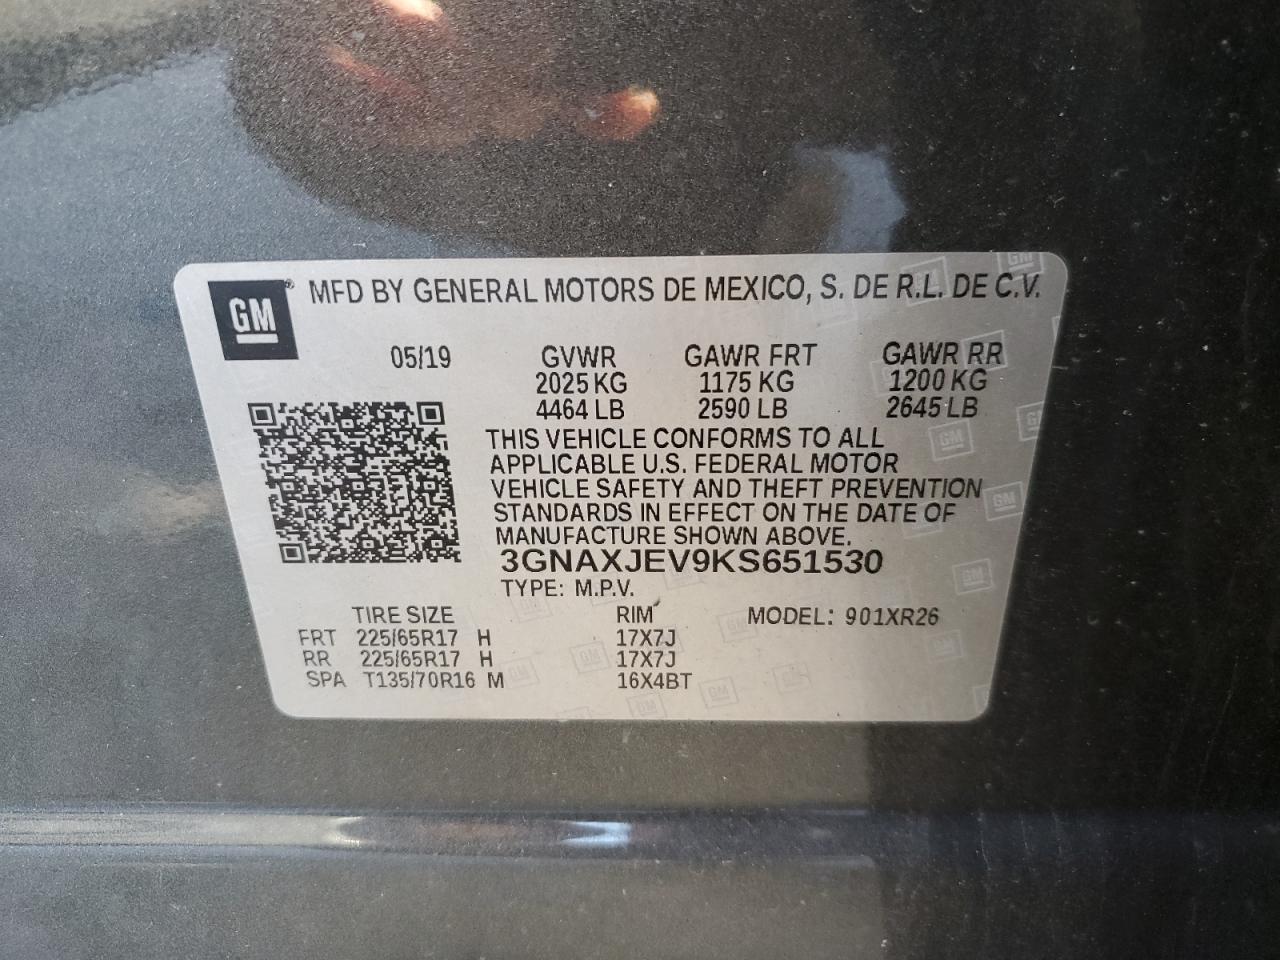 GM® MFD BY GENERAL MOTORS DE MEXICO, S. DE R.L. DE C.V.
05/19 GVWR GAWR FRT GAWR RR
2025 KG 1175 KG 1200 KG
4464 LB 2590 LB 2645 LB
THIS VEHICLE CONFORMS TO ALL
APPLICABLE U.S. FEDERAL MOTOR
VEHICLE SAFETY AND THEFT PREVENTION
STANDARDS IN EFFECT ON THE DATE OF
MANUFACTURE SHOWN ABOVE.
3GNAXJEV9KS651530
TYPE: M.P.V.
TIRE SIZE RIM MODEL: 901XR26
FRT 225/65R17 H 17X7J
RR 225/65R17 H 17X7J
SPA T135/70R16 M 16X4BT